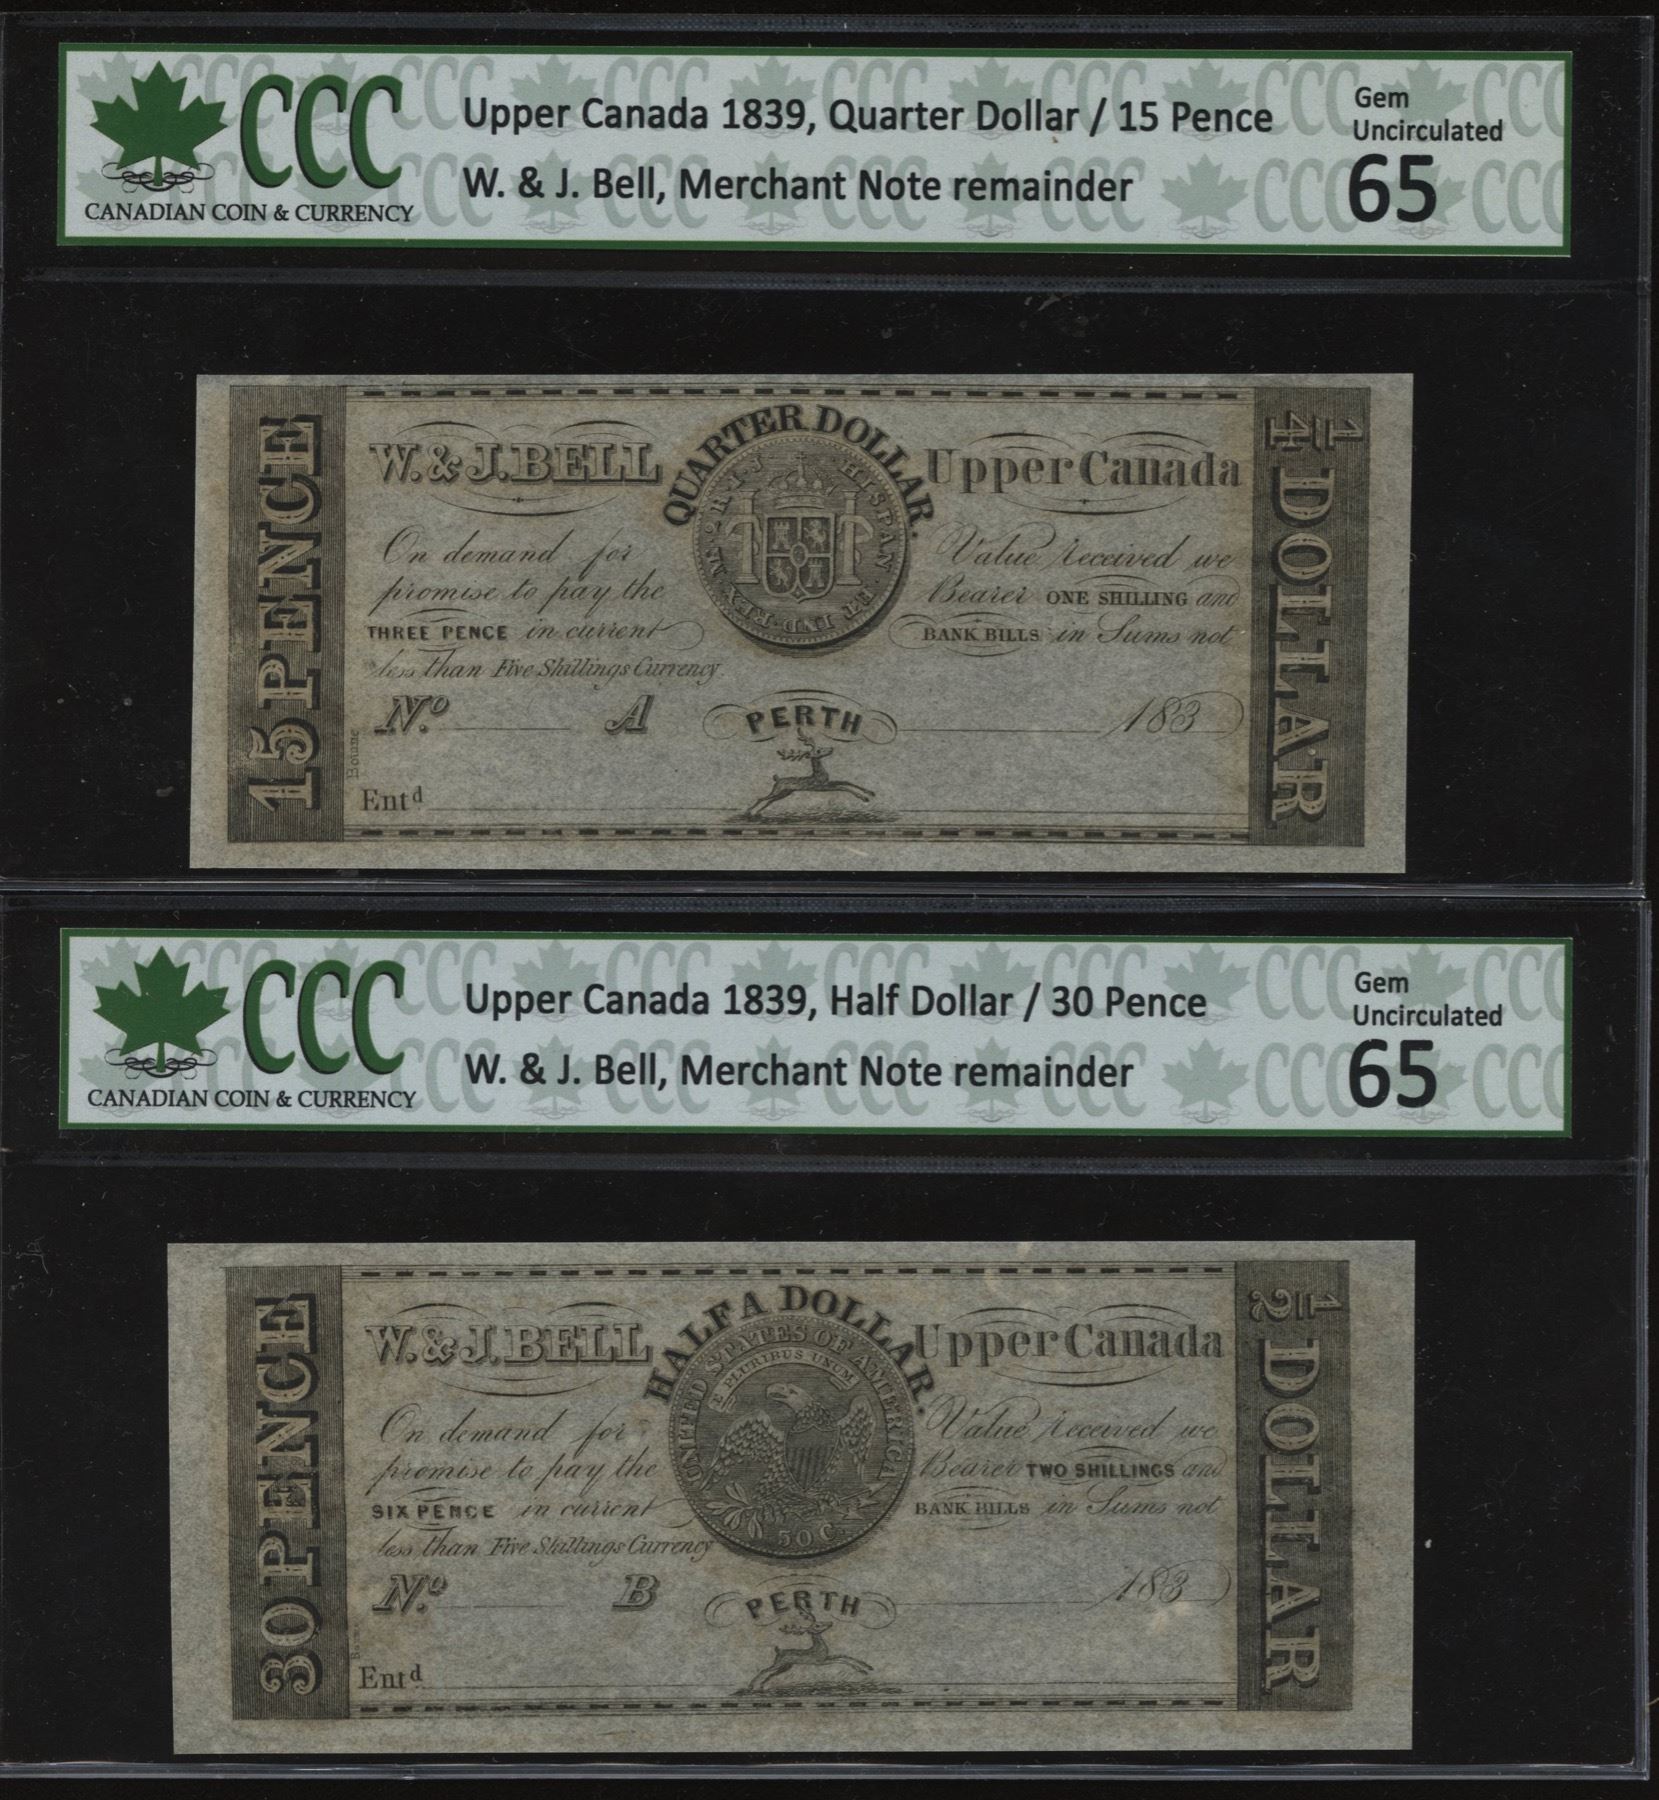 CCC
CANADIAN COIN & CURRENCY
Upper Canada 1839, Quarter Dollar / 15 Pence
W. & J. Bell, Merchant Note remainder
Gem
Uncirculated
65
15 PENCE
W. & J. BELL
QUARTER DOLLAR.
Upper Canada
1/4 DOLLAR
HISPAN · ET IND · REX · M
On demand for Value received we
promise to pay the Bearer ONE SHILLING and
THREE PENCE in current BANK BILLS in Sums not
less than Five Shillings Currency.
No. A PERTH 183
Bourne
Entd
CCC
CANADIAN COIN & CURRENCY
Upper Canada 1839, Half Dollar / 30 Pence
W. & J. Bell, Merchant Note remainder
Gem
Uncirculated
65
30 PENCE
W. & J. BELL
HALF A DOLLAR.
Upper Canada
1/2 DOLLAR
UNITED STATES OF AMERICA
E PLURIBUS UNUM
50 C.
On demand for Value received we
promise to pay the Bearer TWO SHILLINGS and
SIX PENCE in current BANK BILLS in Sums not
less than Five Shillings Currency
No. B PERTH 183
Entd